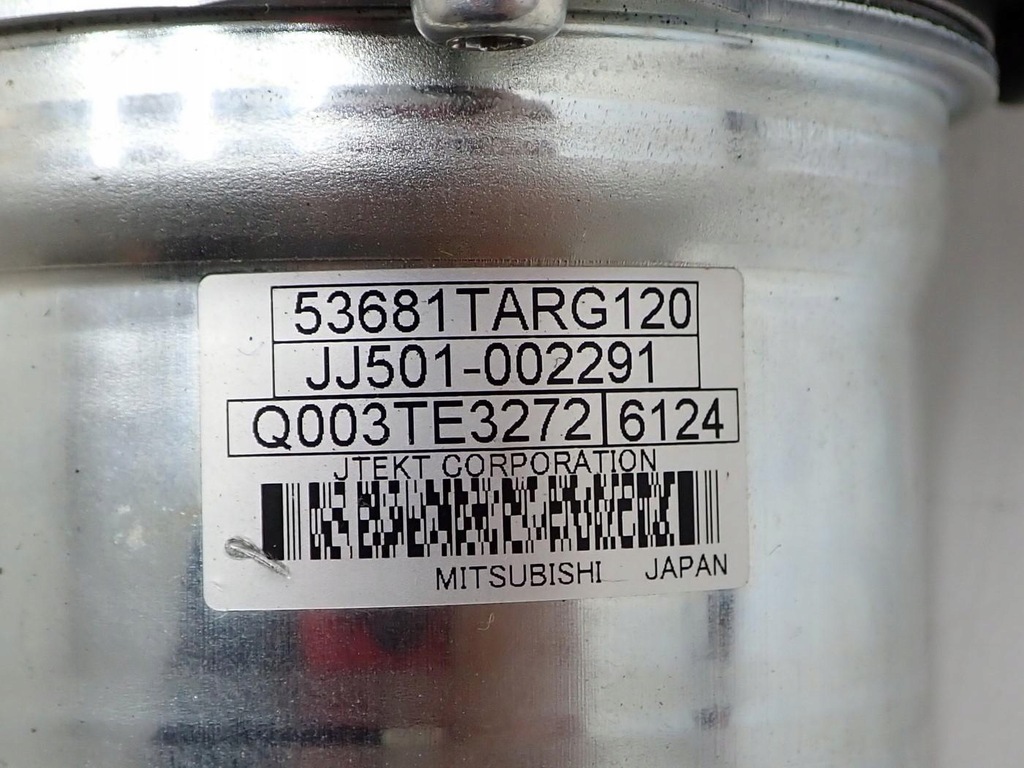 53681TARG120
JJ501-002291
Q003TE3272 6124
JTEKT CORPORATION
MITSUBISHI JAPAN